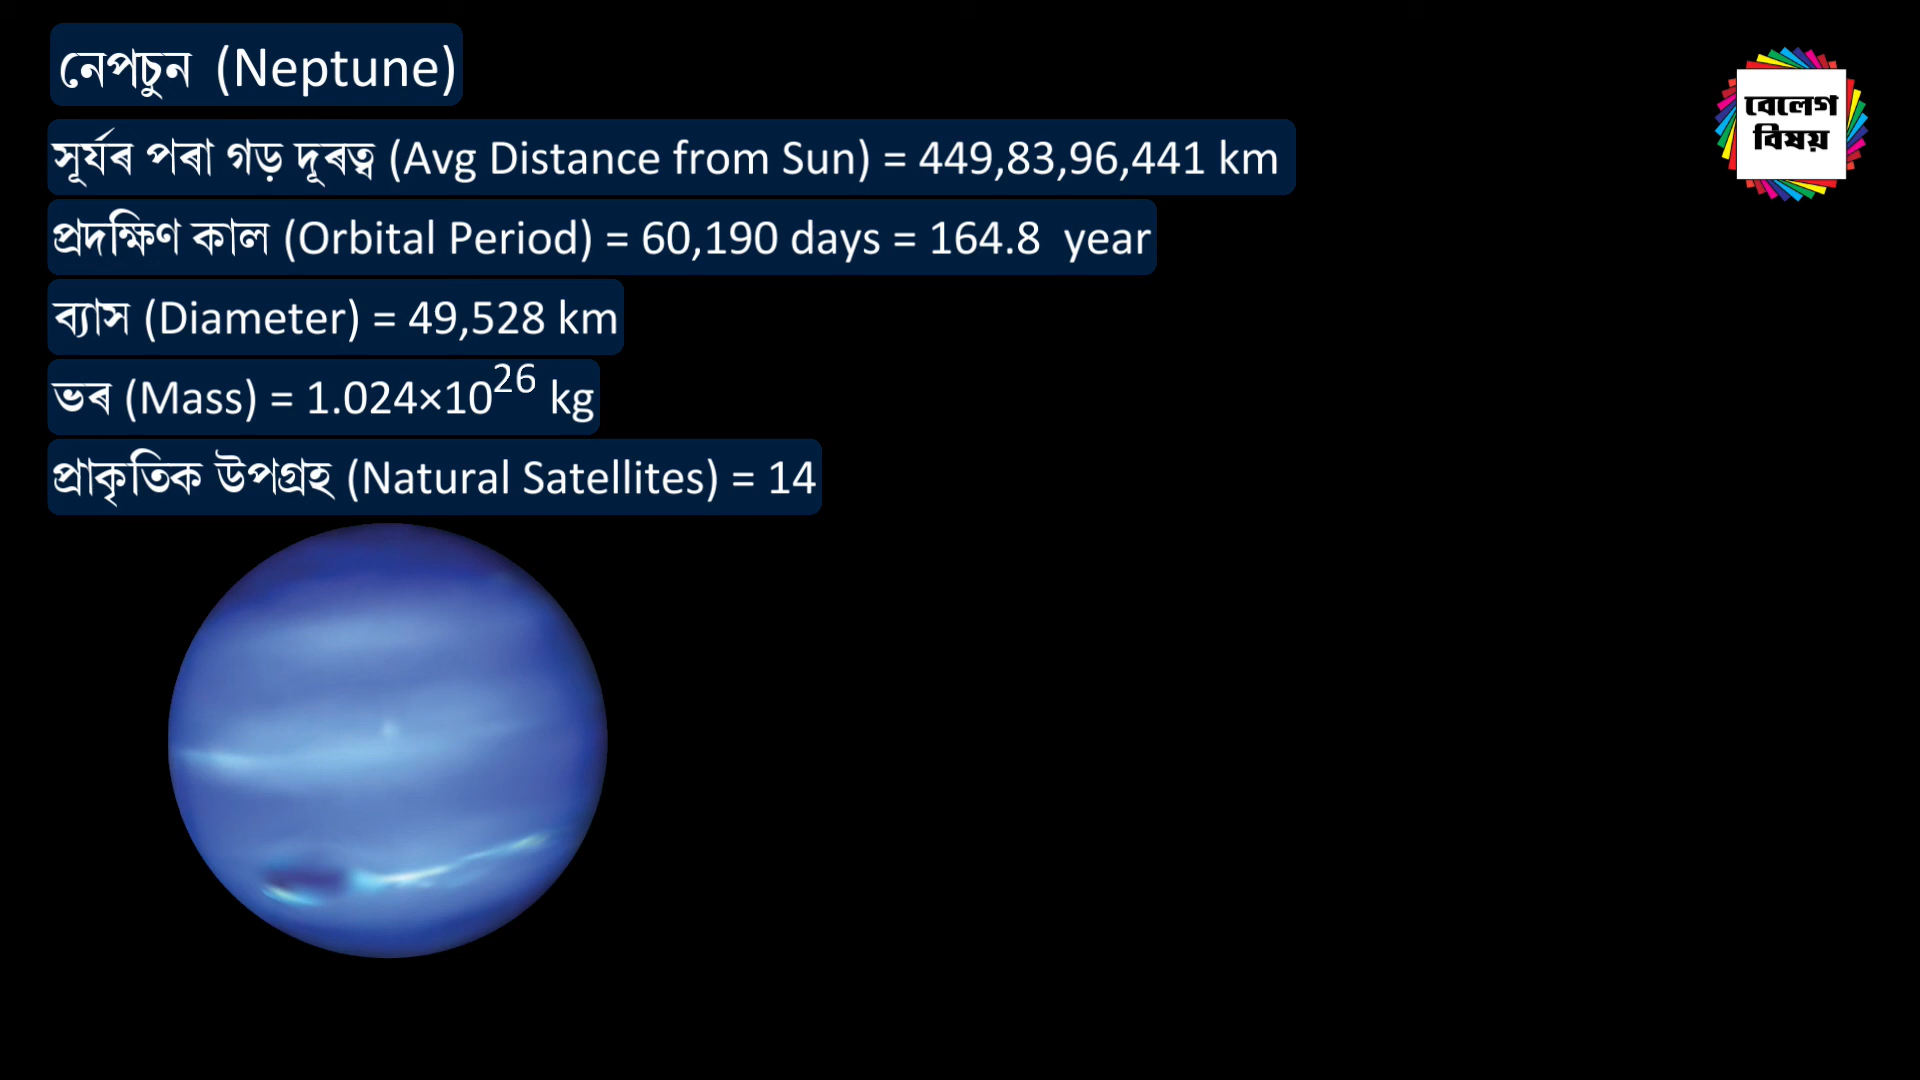 নেপচুন (Neptune)
সূৰ্যৰ পৰা গড় দূৰত্ব (Avg Distance from Sun) = 449,83,96,441 km
প্ৰদক্ষিণ কাল (Orbital Period) = 60,190 days = 164.8 year
ব্যাস (Diameter) = 49,528 km
ভৰ (Mass) = 1.024×10²⁶ kg
প্ৰাকৃতিক উপগ্ৰহ (Natural Satellites) = 14
বেলেগ
বিষয়